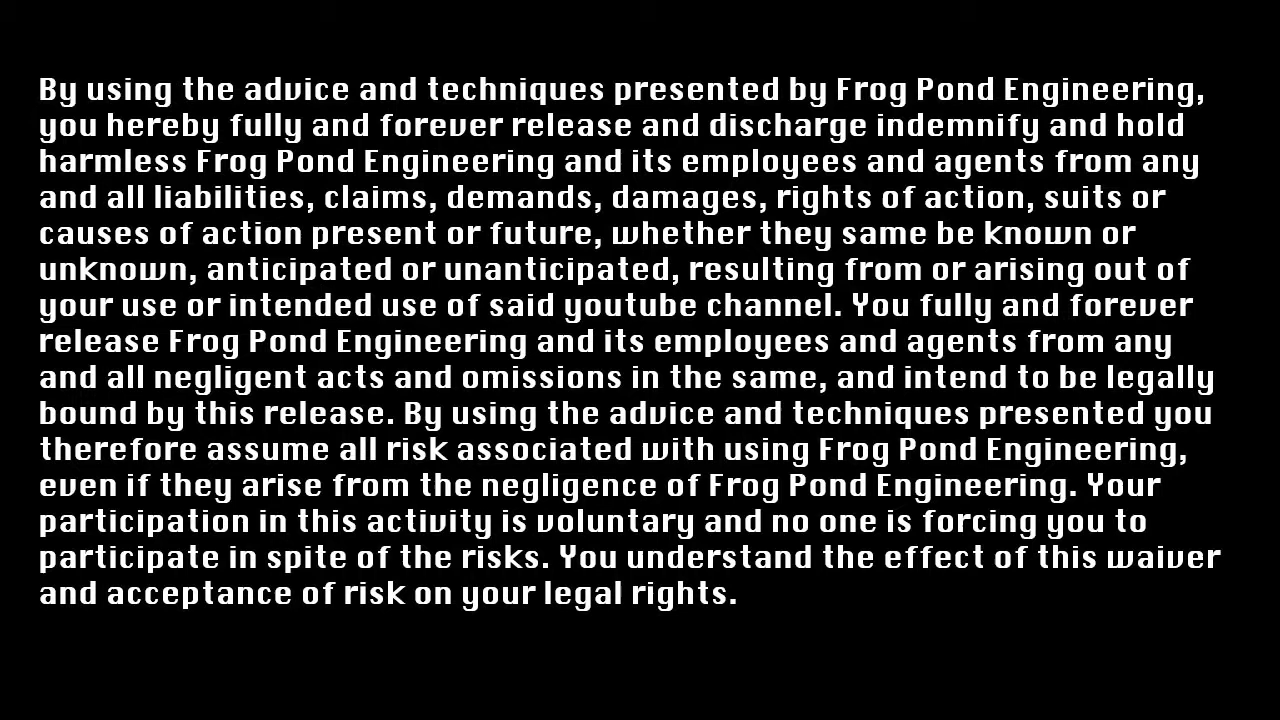 By using the advice and techniques presented by Frog Pond Engineering,
you hereby fully and forever release and discharge indemnify and hold
harmless Frog Pond Engineering and its employees and agents from any
and all liabilities, claims, demands, damages, rights of action, suits or
causes of action present or future, whether they same be known or
unknown, anticipated or unanticipated, resulting from or arising out of
your use or intended use of said youtube channel. You fully and forever
release Frog Pond Engineering and its employees and agents from any
and all negligent acts and omissions in the same, and intend to be legally
bound by this release. By using the advice and techniques presented you
therefore assume all risk associated with using Frog Pond Engineering,
even if they arise from the negligence of Frog Pond Engineering. Your
participation in this activity is voluntary and no one is forcing you to
participate in spite of the risks. You understand the effect of this waiver
and acceptance of risk on your legal rights.